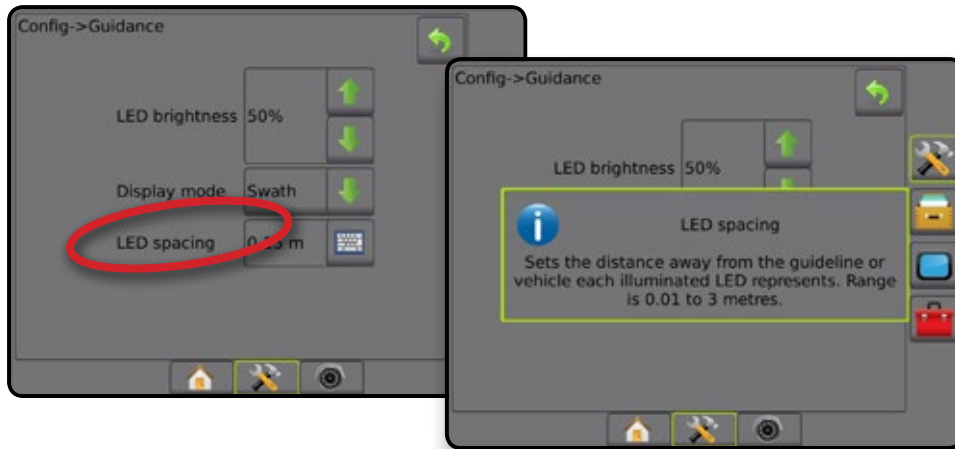 Config->Guidance
LED brightness 50%
Display mode Swath
LED spacing m
Config->Guidance
LED brightness 50%
LED spacing
Sets the distance away from the guideline or
vehicle each illuminated LED represents. Range
is 0.01 to 3 metres.